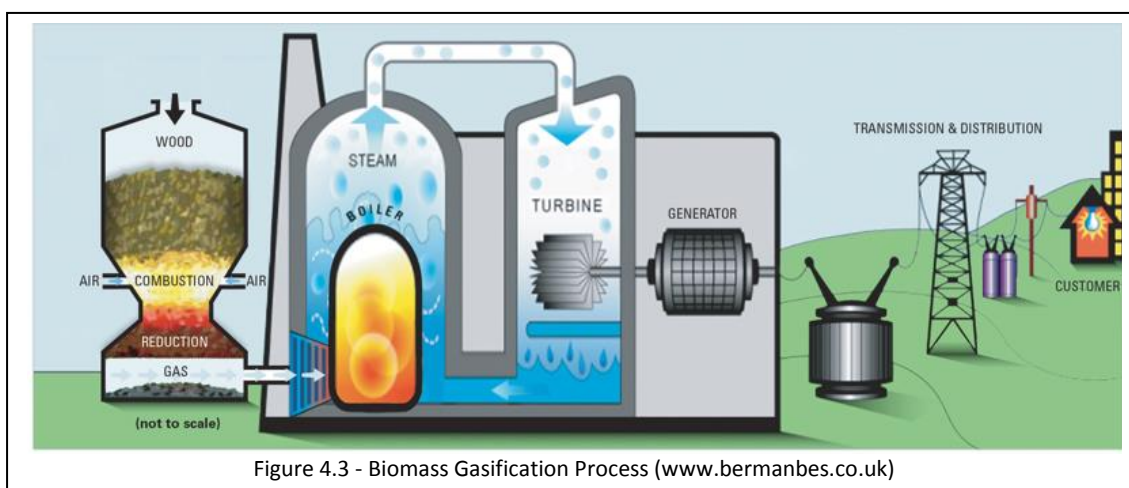 WOOD
AIR
COMBUSTION
AIR
REDUCTION
GAS
(not to scale)
STEAM
BOILER
TURBINE
GENERATOR
TRANSMISSION & DISTRIBUTION
CUSTOMER
Figure 4.3 - Biomass Gasification Process (www.bermanbes.co.uk)